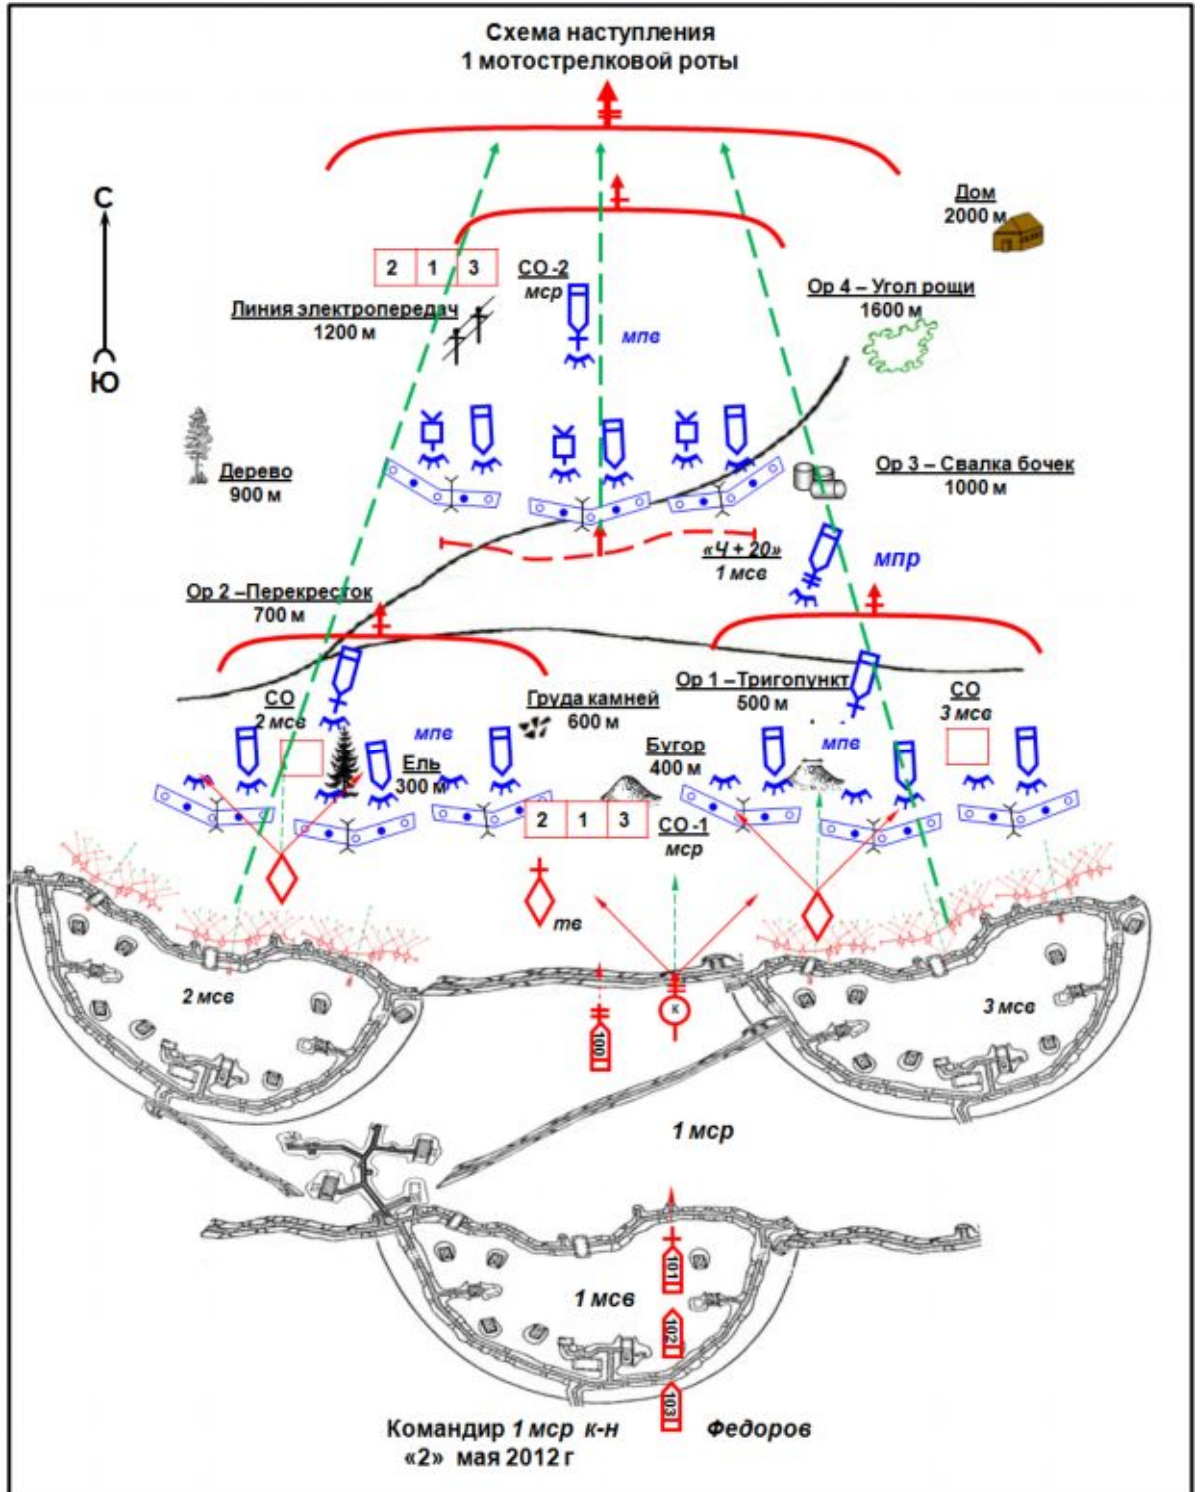 Схема наступления
1 мотострелковой роты
С
Ю
Дом
2000 м
2 1 3
СО -2
мср
Ор 4 – Угол рощи
1600 м
Линия электропередач
1200 м
мпв
Дерево
900 м
Ор 3 – Свалка бочек
1000 м
«Ч + 20»
1 мсв
мпр
Ор 2 –Перекресток
700 м
СО
2 мсв
Груда камней
600 м
Ор 1 –Тригопункт
500 м
СО
3 мсв
мпв
Ель
300 м
Бугор
400 м
мпв
2 1 3
СО -1
мср
тв
2 мсв
3 мсв
к
100
1 мср
101
1 мсв
102
103
Командир 1 мср к-н Федоров
«2» мая 2012 г